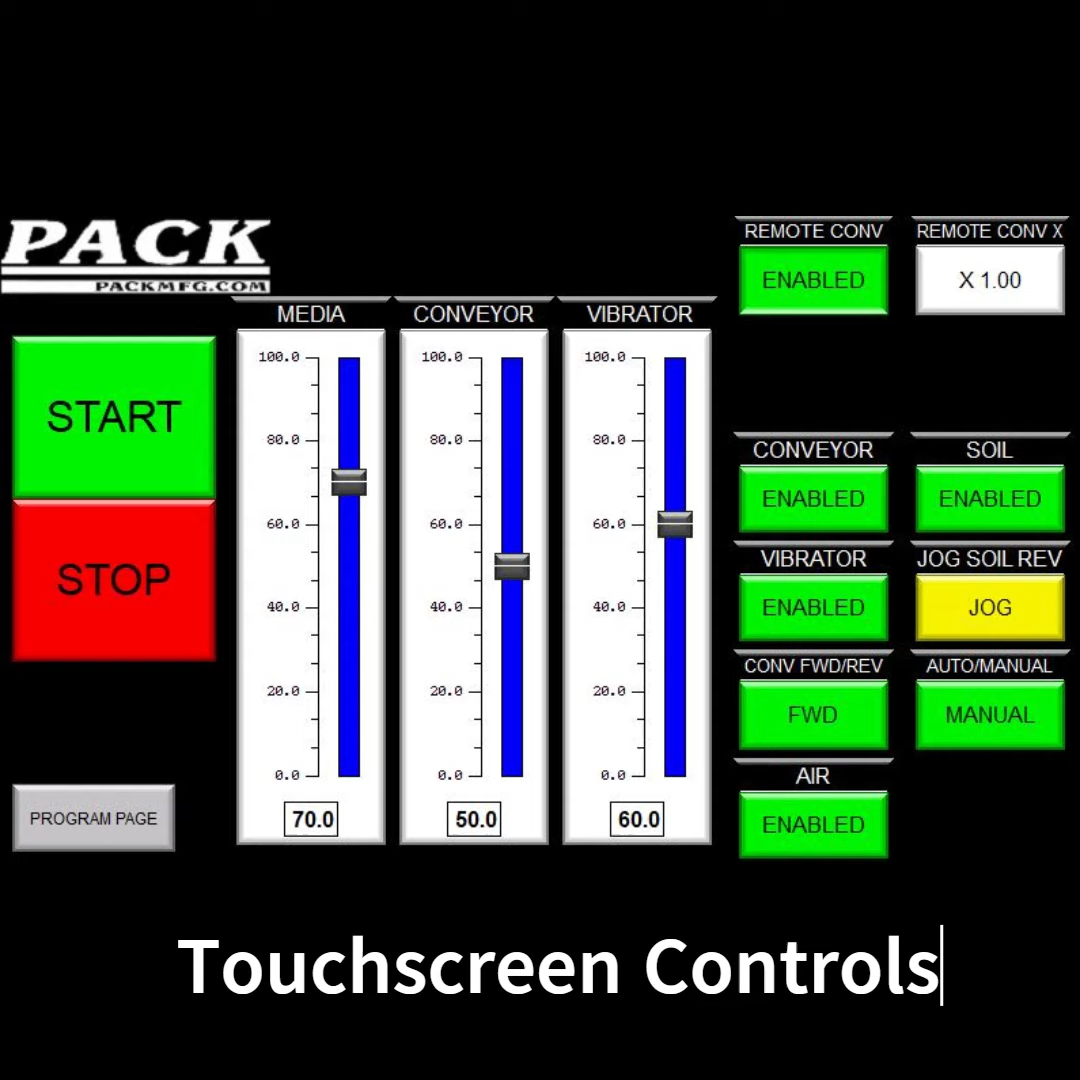 PACK
PACKMFG.COM
START
STOP
PROGRAM PAGE
MEDIA
100.0
80.0
60.0
40.0
20.0
0.0
70.0
CONVEYOR
100.0
80.0
60.0
40.0
20.0
0.0
50.0
VIBRATOR
100.0
80.0
60.0
40.0
20.0
0.0
60.0
REMOTE CONV
ENABLED
REMOTE CONV X
X 1.00
CONVEYOR
ENABLED
SOIL
ENABLED
VIBRATOR
ENABLED
JOG SOIL REV
JOG
CONV FWD/REV
FWD
AUTO/MANUAL
MANUAL
AIR
ENABLED
Touchscreen Controls